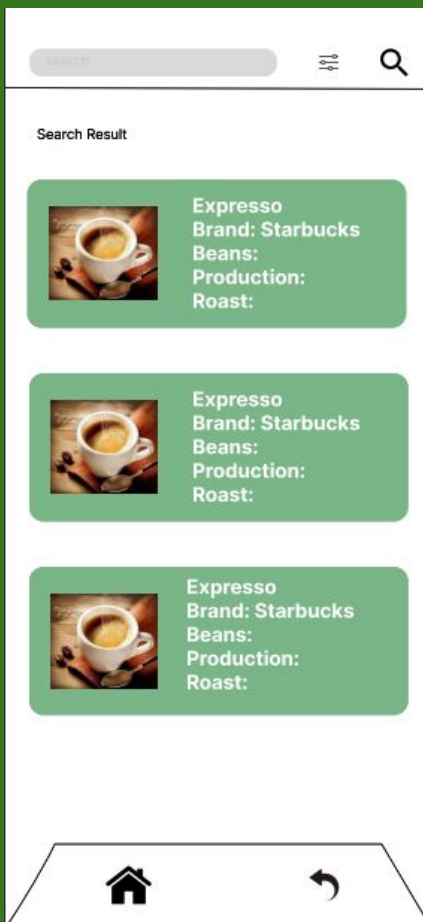 search
Search Result
Expresso
Brand: Starbucks
Beans:
Production:
Roast:
Expresso
Brand: Starbucks
Beans:
Production:
Roast:
Expresso
Brand: Starbucks
Beans:
Production:
Roast: